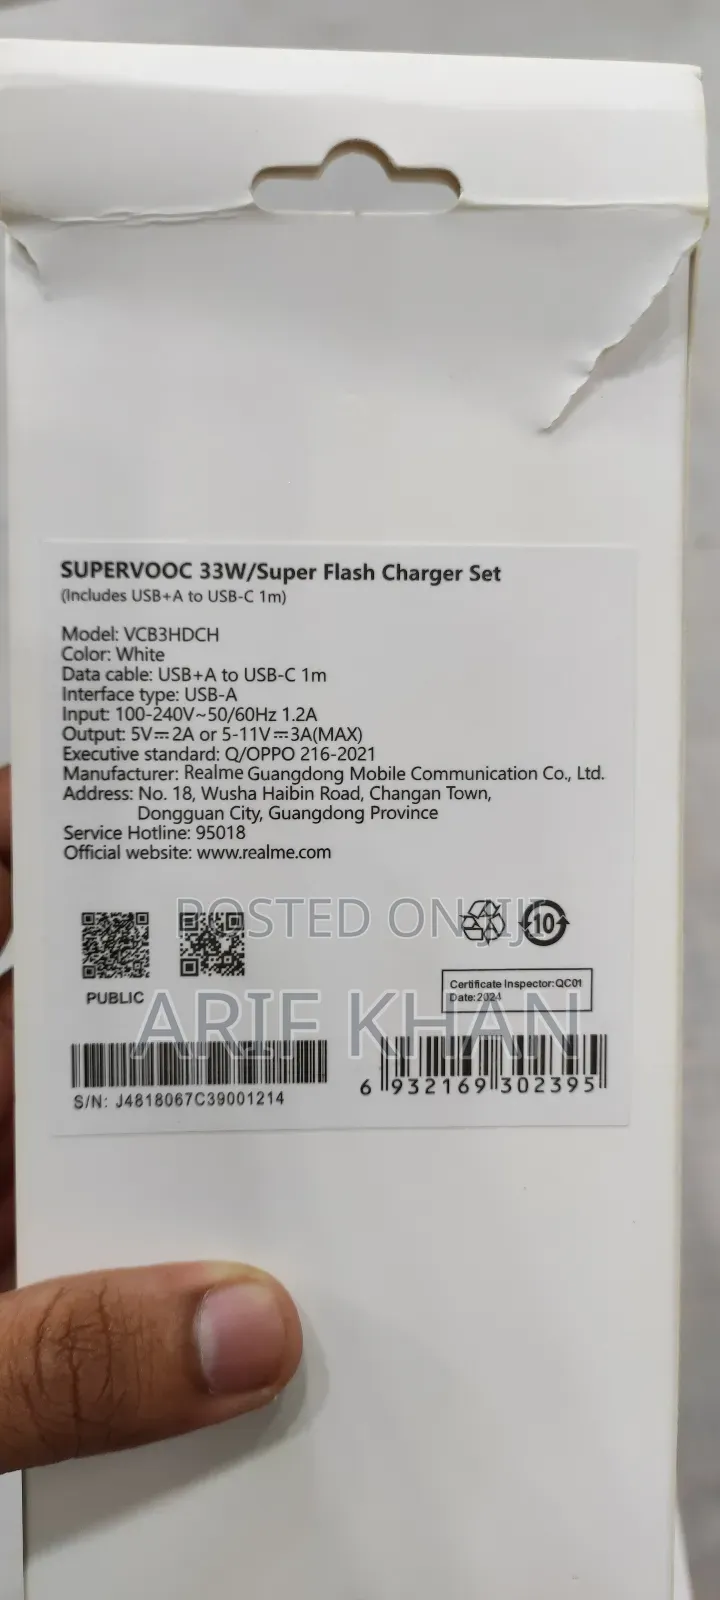 SUPERVOOC 33W/Super Flash Charger Set
(Includes USB+A to USB-C 1m)
Model: VCB3HDCH
Color: White
Data cable: USB+A to USB-C 1m
Interface type: USB-A
Input: 100-240V~50/60Hz 1.2A
Output: 5V⎓2A or 5-11V⎓3A(MAX)
Executive standard: Q/OPPO 216-2021
Manufacturer: Realme Guangdong Mobile Communication Co., Ltd.
Address: No. 18, Wusha Haibin Road, Changan Town,
Dongguan City, Guangdong Province
Service Hotline: 95018
Official website: www.realme.com
POSTED ON JIJI
10
PUBLIC
Certificate Inspector:QC01
Date:2024
ARIF KHAN
S/N: J4818067C39001214
6 932169 302395